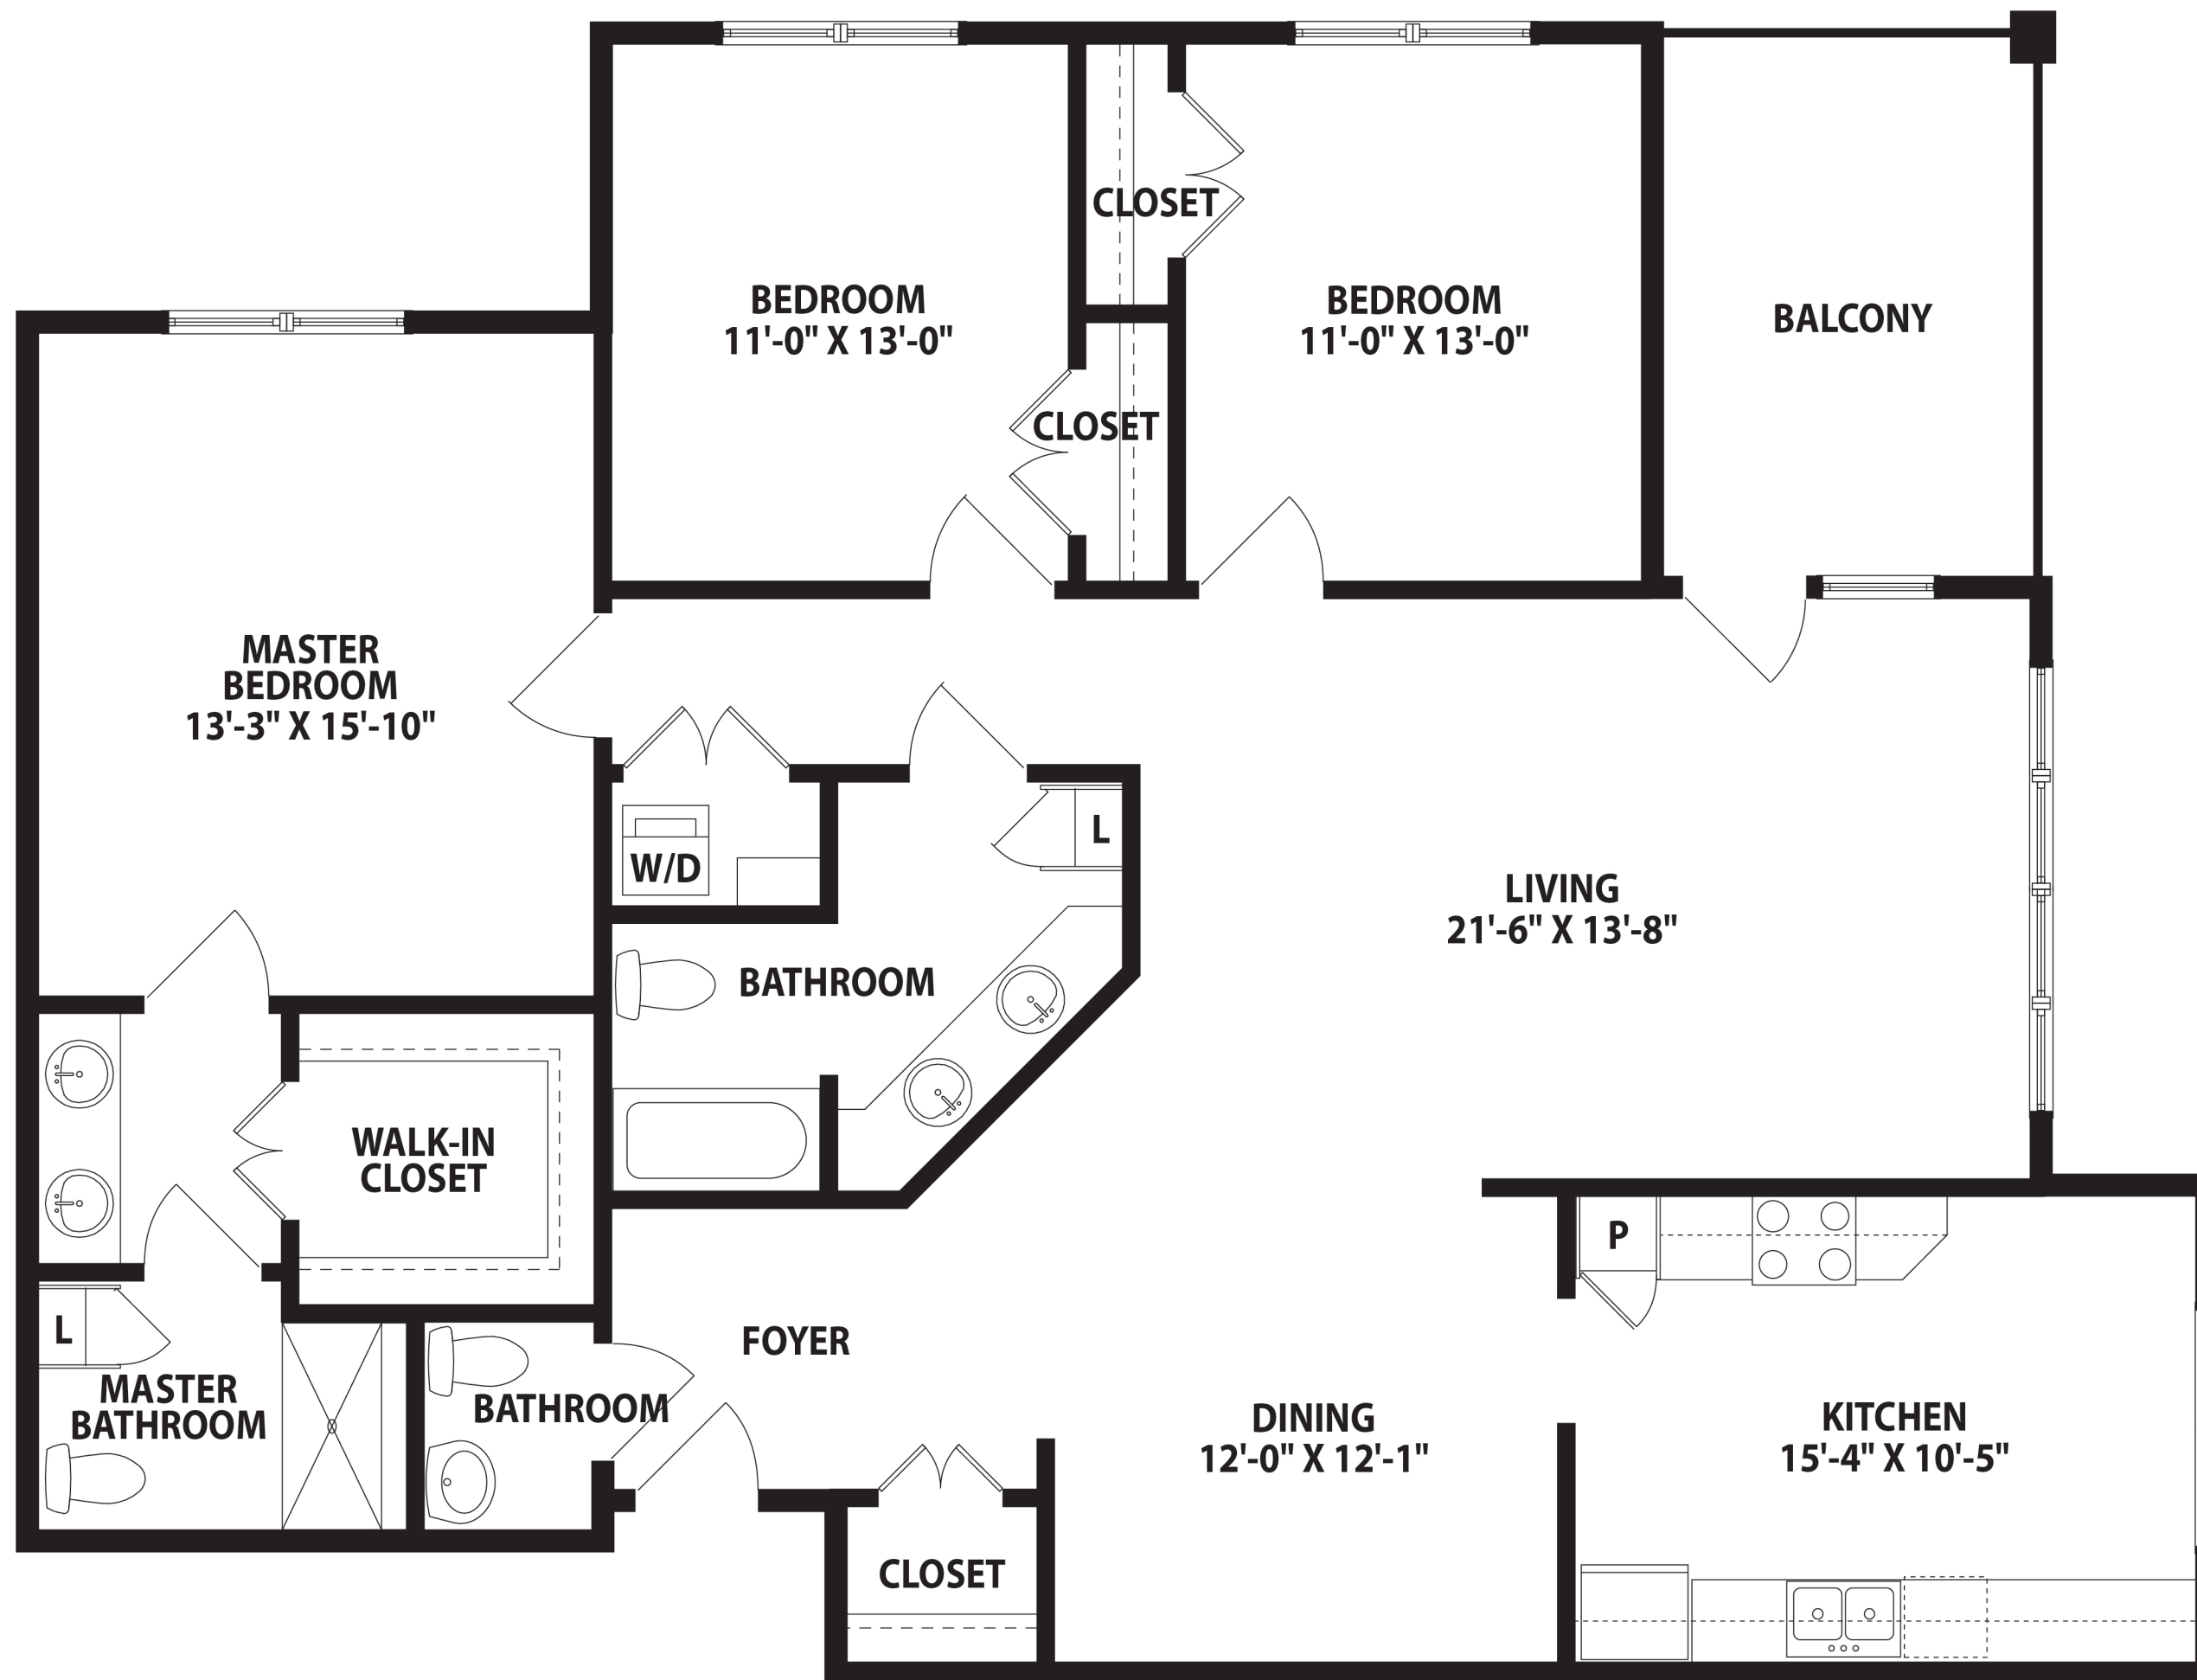 CLOSET
BEDROOM
11'-0" X 13'-0"
BEDROOM
11'-0" X 13'-0"
BALCONY
CLOSET
MASTER
BEDROOM
13'-3" X 15'-10"
W/D
L
LIVING
21'-6" X 13'-8"
BATHROOM
WALK-IN
CLOSET
P
L
FOYER
MASTER
BATHROOM
BATHROOM
DINING
12'-0" X 12'-1"
KITCHEN
15'-4" X 10'-5"
CLOSET